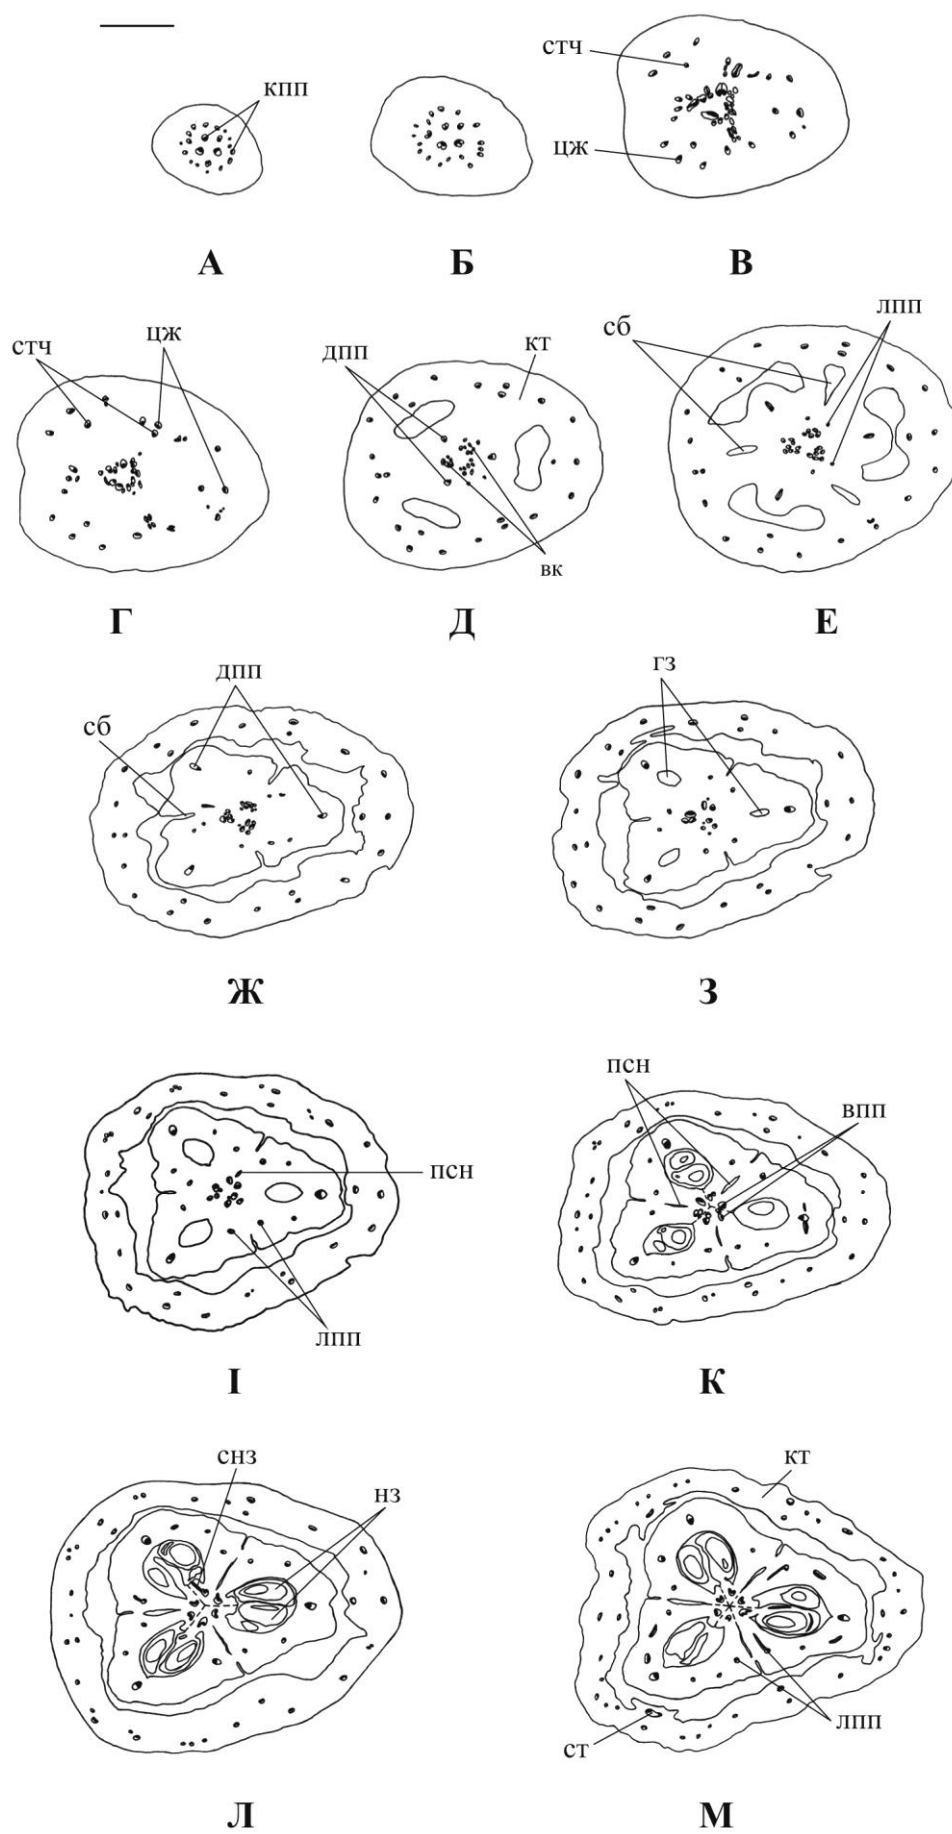 кпп
стч
цж
А
Б
В
стч
цж
дпп
кт
вк
сб
лпп
Г
Д
Е
сб
дпп
гз
Ж
З
псн
лпп
псн
впп
І
К
снз
нз
кт
ст
лпп
Л
М